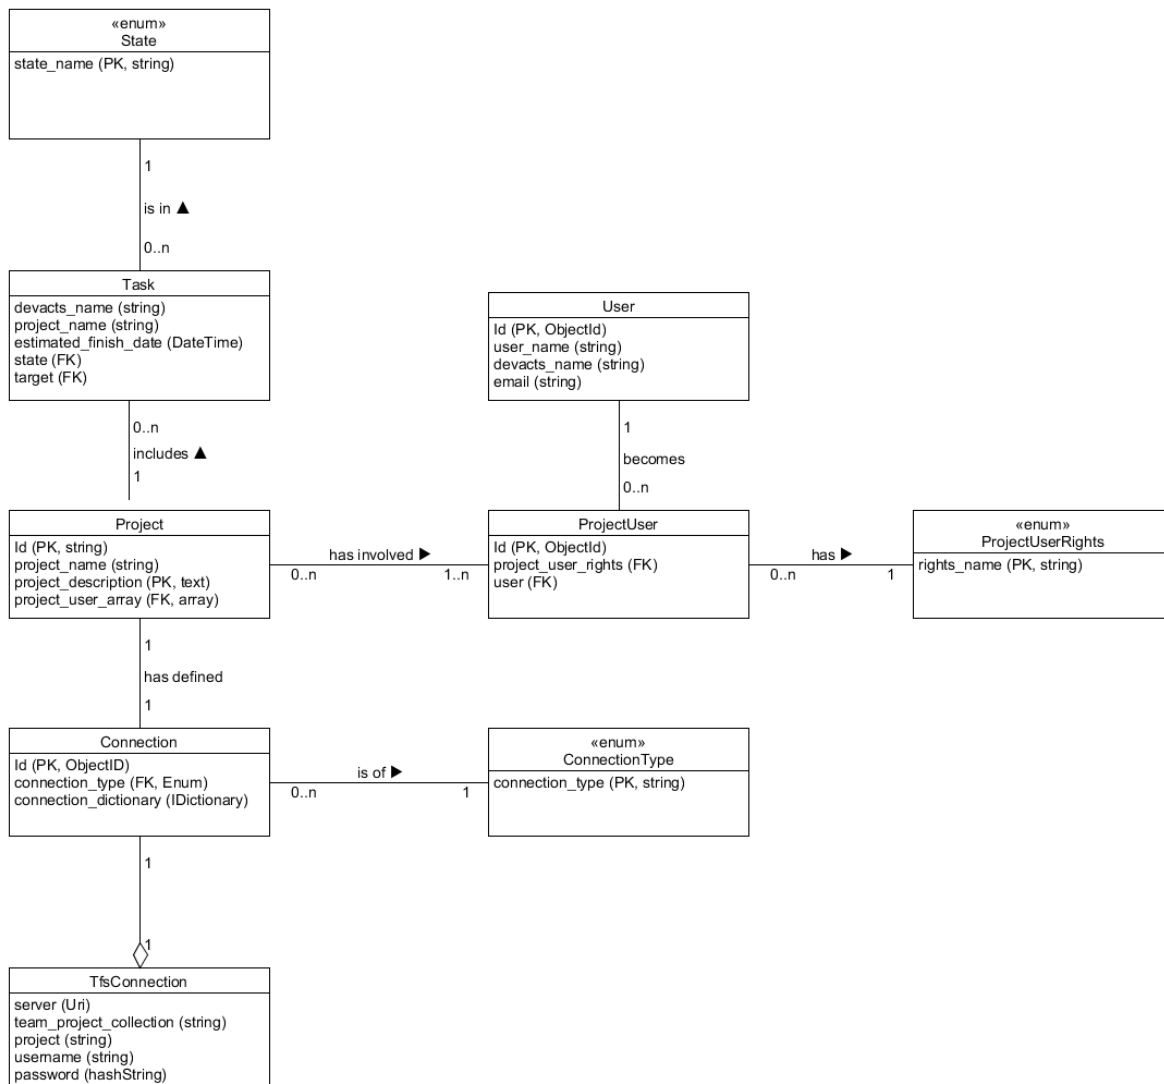 «enum»
State
state_name (PK, string)
1
is in ▲
0..n
Task
devacts_name (string)
project_name (string)
estimated_finish_date (DateTime)
state (FK)
target (FK)
0..n
includes ▲
1
User
Id (PK, ObjectId)
user_name (string)
devacts_name (string)
email (string)
1
becomes
0..n
Project
Id (PK, string)
project_name (string)
project_description (PK, text)
project_user_array (FK, array)
has involved ▶
0..n
1..n
ProjectUser
Id (PK, ObjectId)
project_user_rights (FK)
user (FK)
has ▶
0..n
1
«enum»
ProjectUserRights
rights_name (PK, string)
1
has defined
1
Connection
Id (PK, ObjectID)
connection_type (FK, Enum)
connection_dictionary (IDictionary)
is of ▶
0..n
1
«enum»
ConnectionType
connection_type (PK, string)
1
1
TfsConnection
server (Uri)
team_project_collection (string)
project (string)
username (string)
password (hashString)